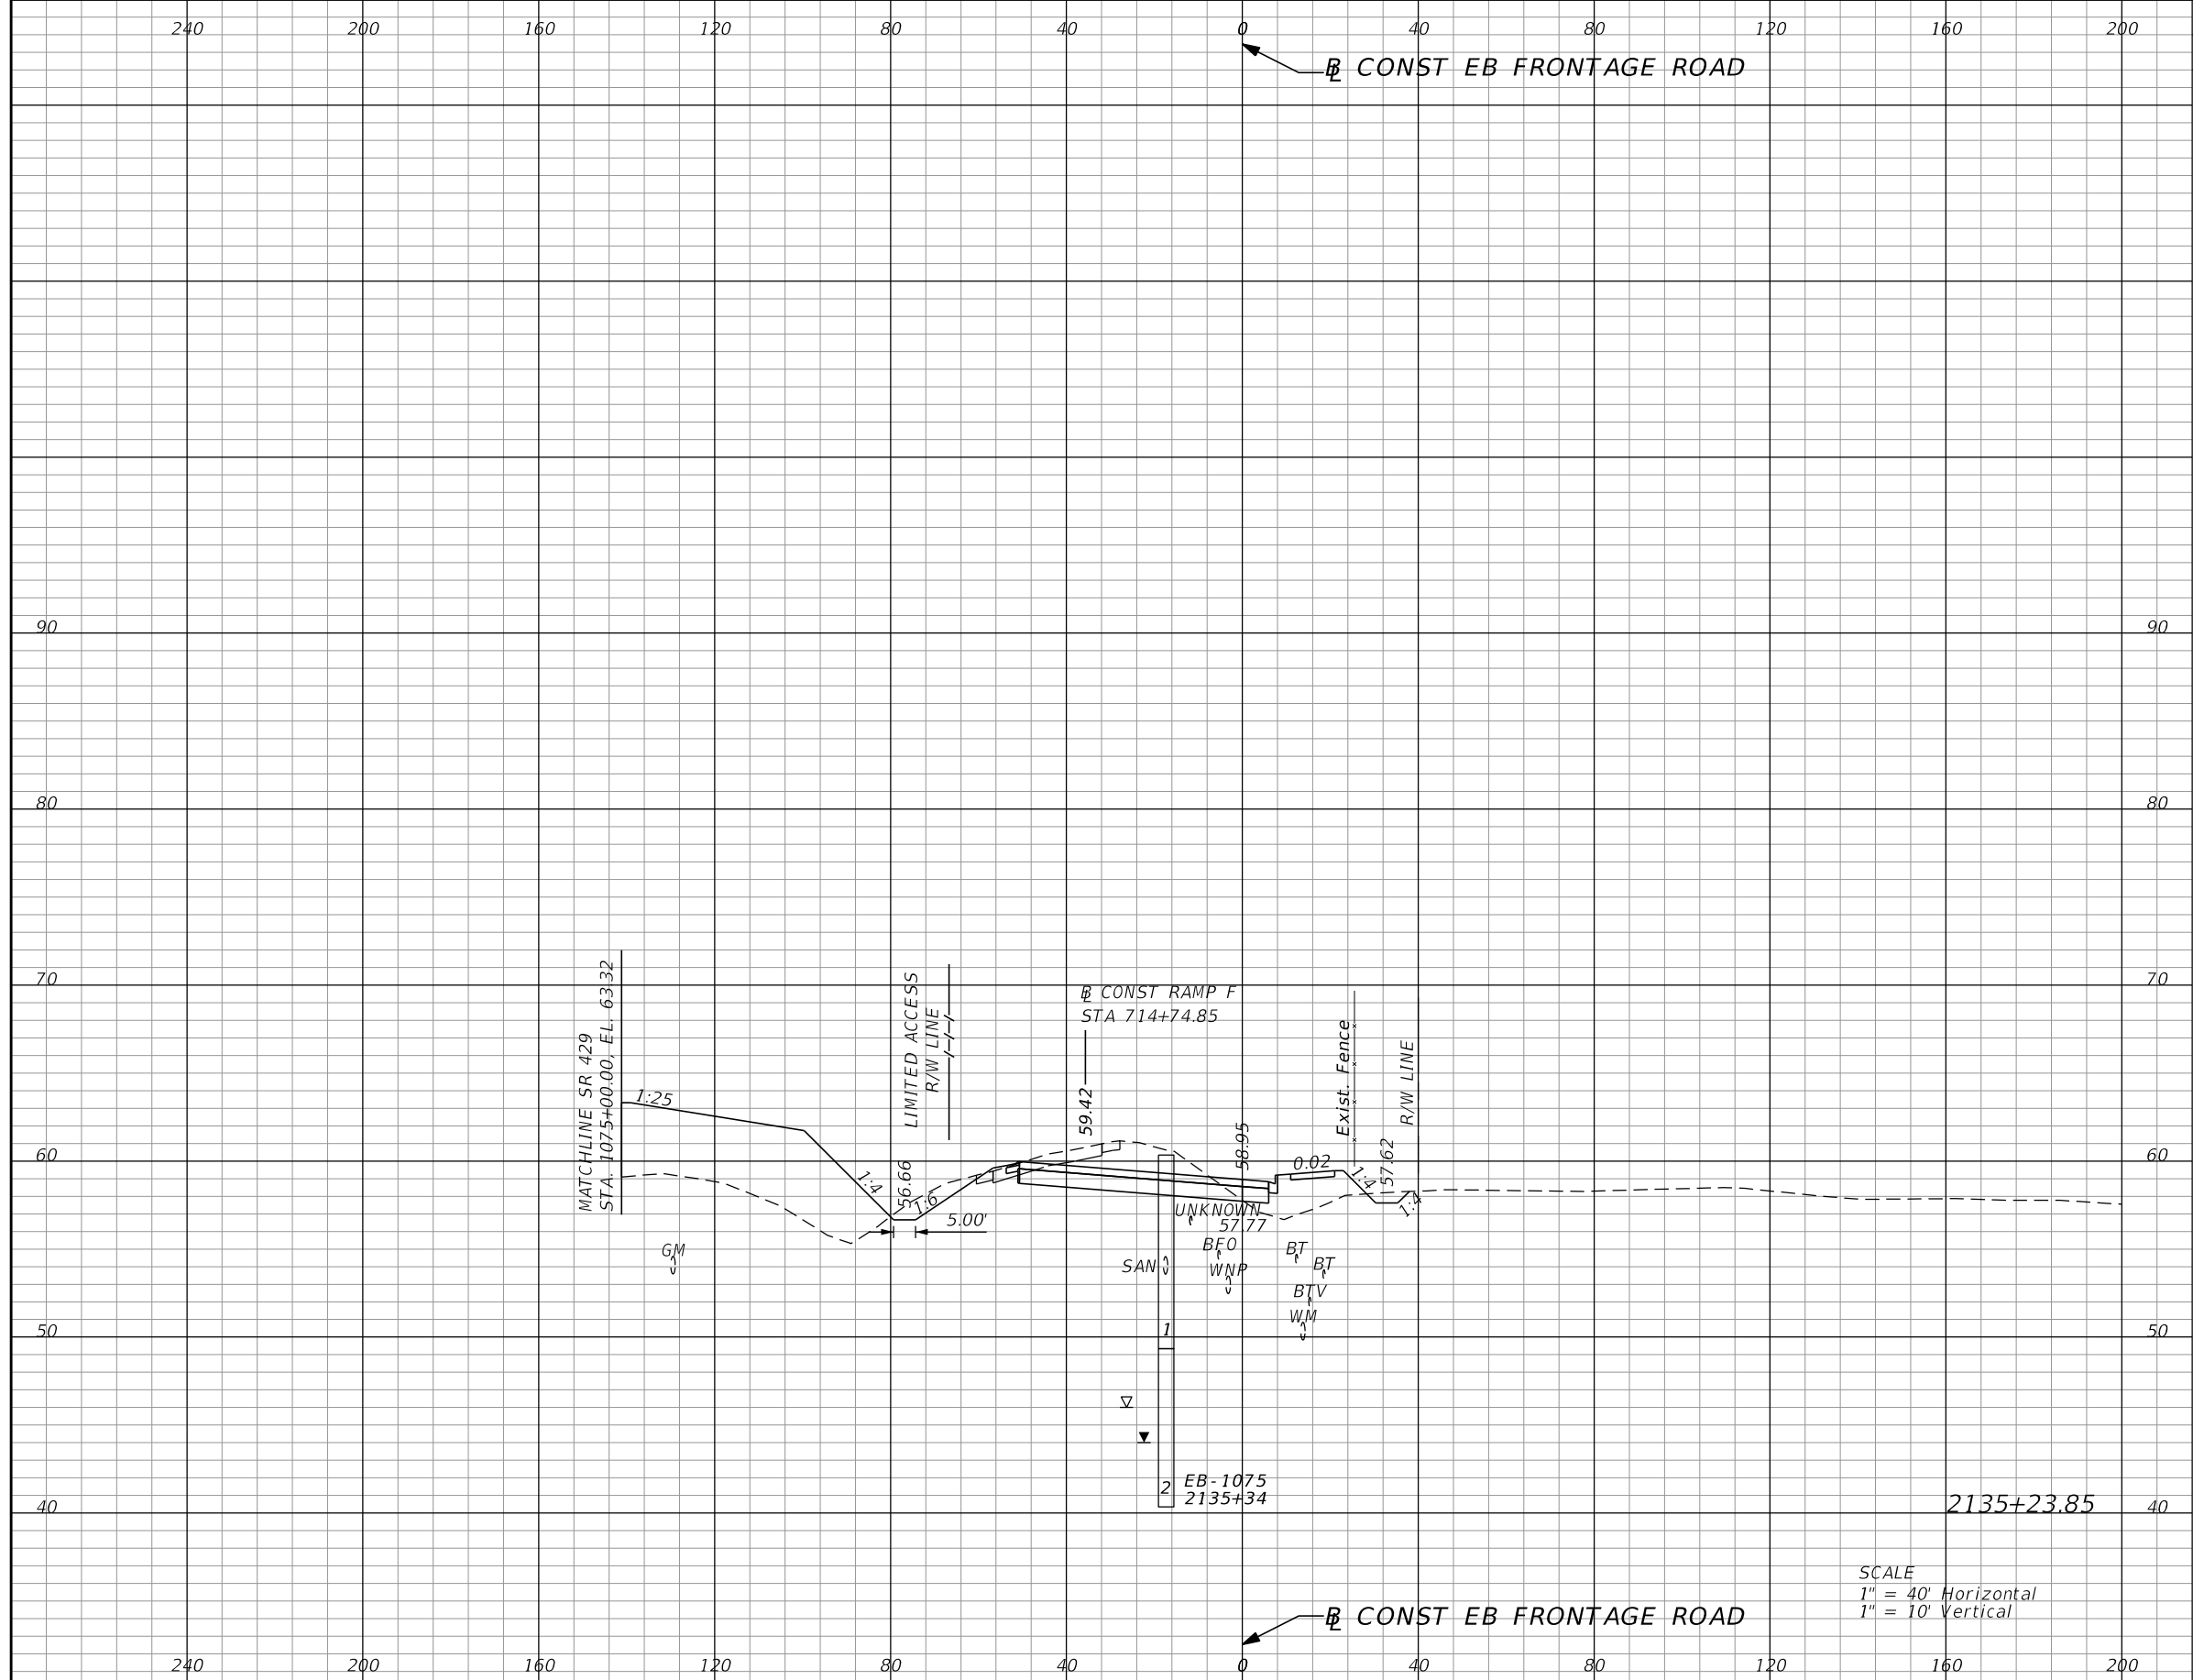 240 200 160 120 80 40 0 40 80 120 160 200
BL CONST EB FRONTAGE ROAD
90 90
80 80
70 70
MATCHLINE SR 429
STA. 1075+00.00, EL. 63.32
LIMITED ACCESS
R/W LINE
BL CONST RAMP F
STA 714+74.85
59.42
Exist. Fence
R/W LINE
1:25
60 60
1:4
56.66
1:6
5.00'
58.95
0.02
1:4
57.62
1:4
UNKNOWN
57.77
GM
SAN
BFO
WNP
BT
BT
BTV
WM
50 50
1
2
EB-1075
2135+34
40 40
2135+23.85
SCALE
1" = 40' Horizontal
1" = 10' Vertical
BL CONST EB FRONTAGE ROAD
240 200 160 120 80 40 0 40 80 120 160 200